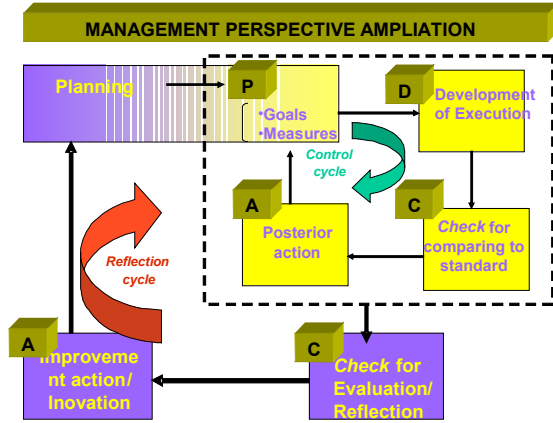 MANAGEMENT PERSPECTIVE AMPLIATION
Planning
P
•Goals
•Measures
D
Development
of Execution
Control
cycle
A
Posterior
action
C
Check for
comparing to
standard
Reflection
cycle
A
Improveme
nt action/
Inovation
C
Check for
Evaluation/
Reflection